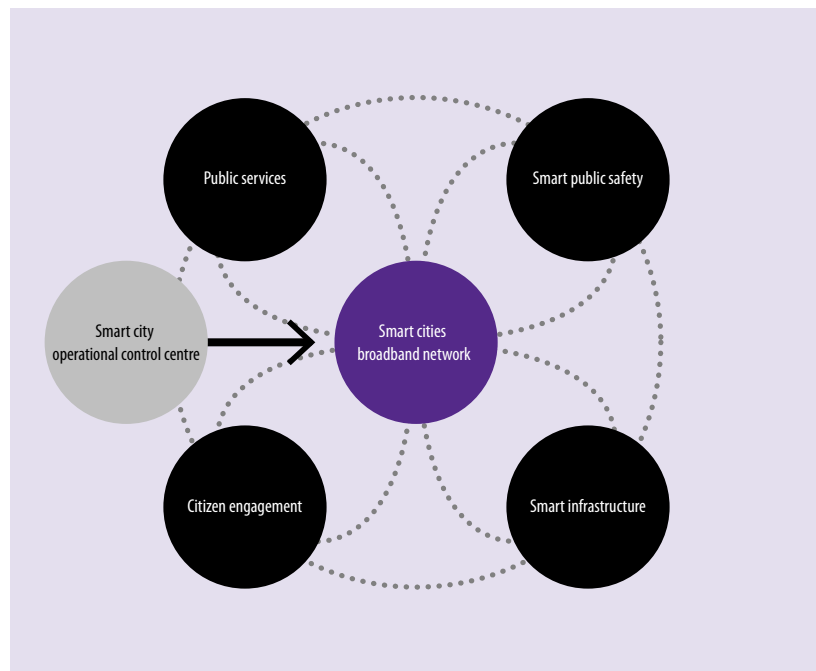 Public services
Smart public safety
Smart city
operational control centre
Smart cities
broadband network
Citizen engagement
Smart infrastructure